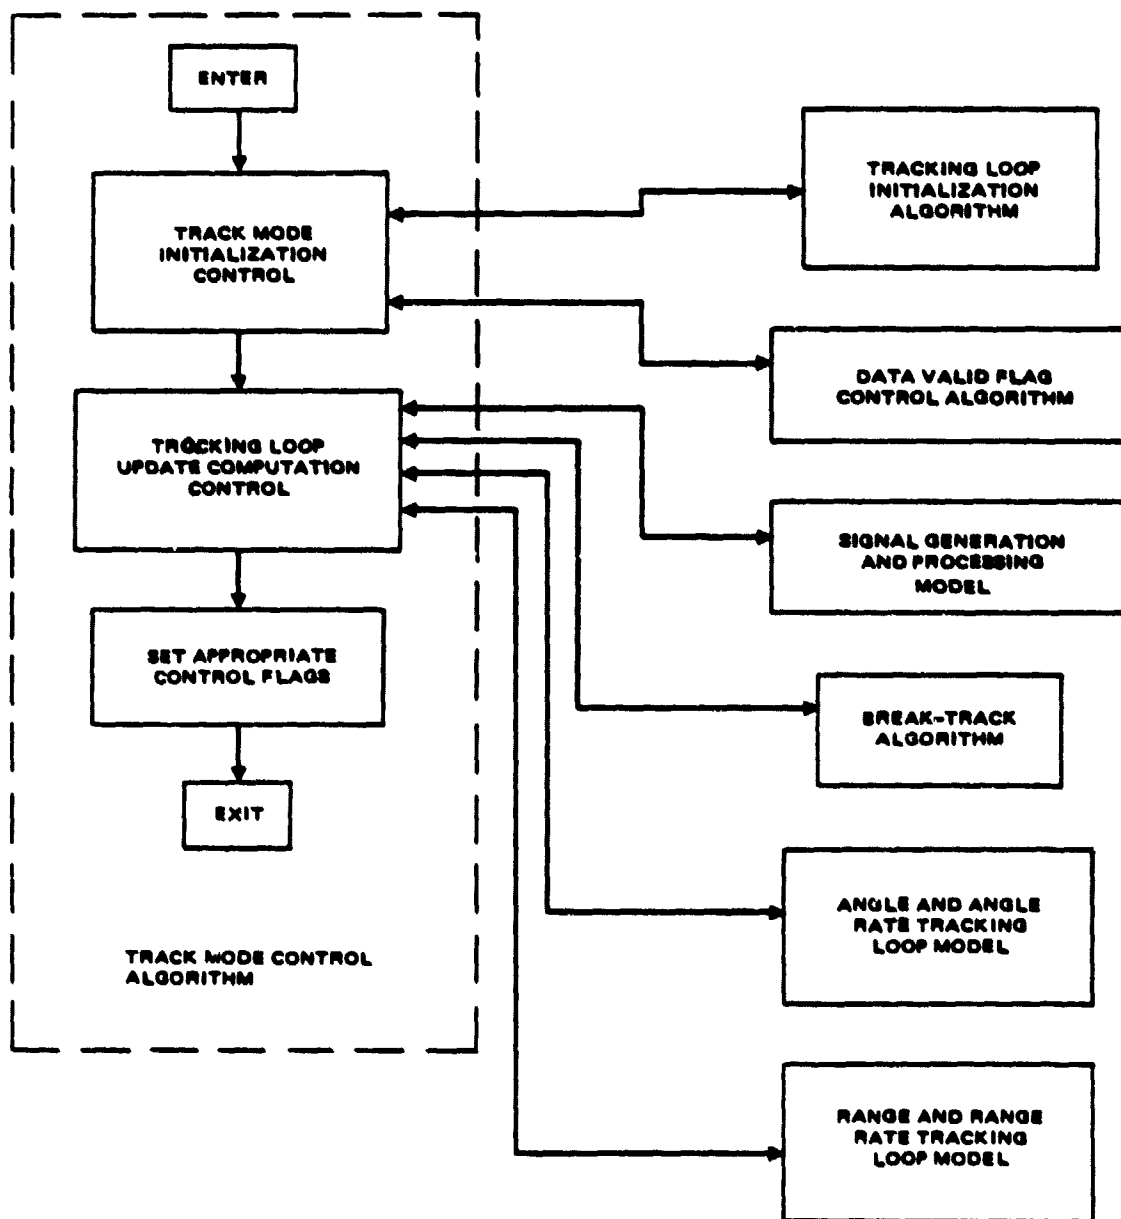 ENTER
TRACK MODE
INITIALIZATION
CONTROL
TROCKING LOOP
UPDATE COMPUTATION
CONTROL
SET APPROPRIATE
CONTROL FLAGS
EXIT
TRACK MODE CONTROL
ALGORITHM
TRACKING LOOP
INITIALIZATION
ALGORITHM
DATA VALID FLAG
CONTROL ALGORITHM
SIGNAL GENERATION
AND PROCESSING
MODEL
BREAK-TRACK
ALGORITHM
ANGLE AND ANGLE
RATE TRACKING
LOOP MODEL
RANGE AND RANGE
RATE TRACKING
LOOP MODEL